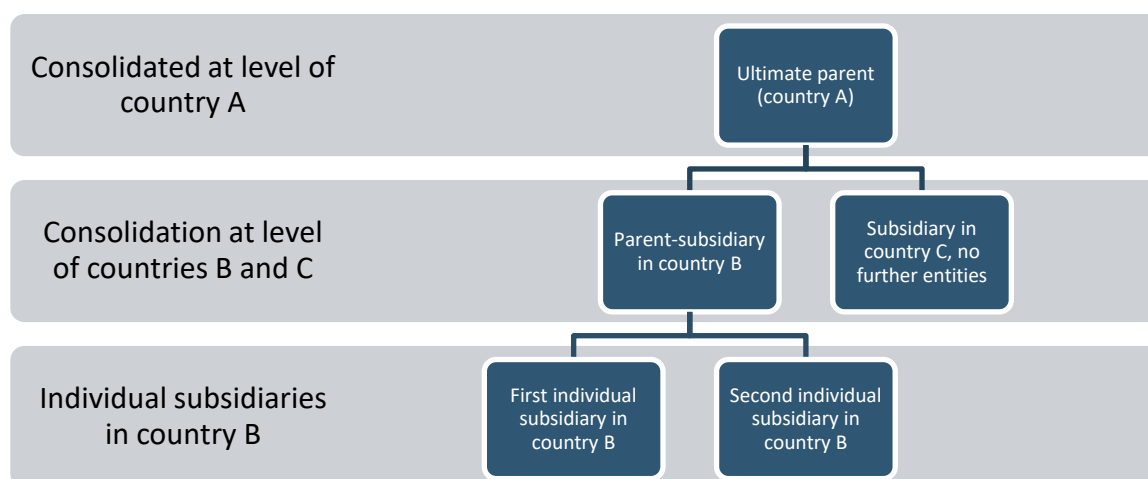 Consolidated at level of
country A
Ultimate parent
(country A)
Consolidation at level
of countries B and C
Parent-subsidiary
in country B
Subsidiary in
country C, no
further entities
Individual subsidiaries
in country B
First individual
subsidiary in
country B
Second individual
subsidiary in
country B